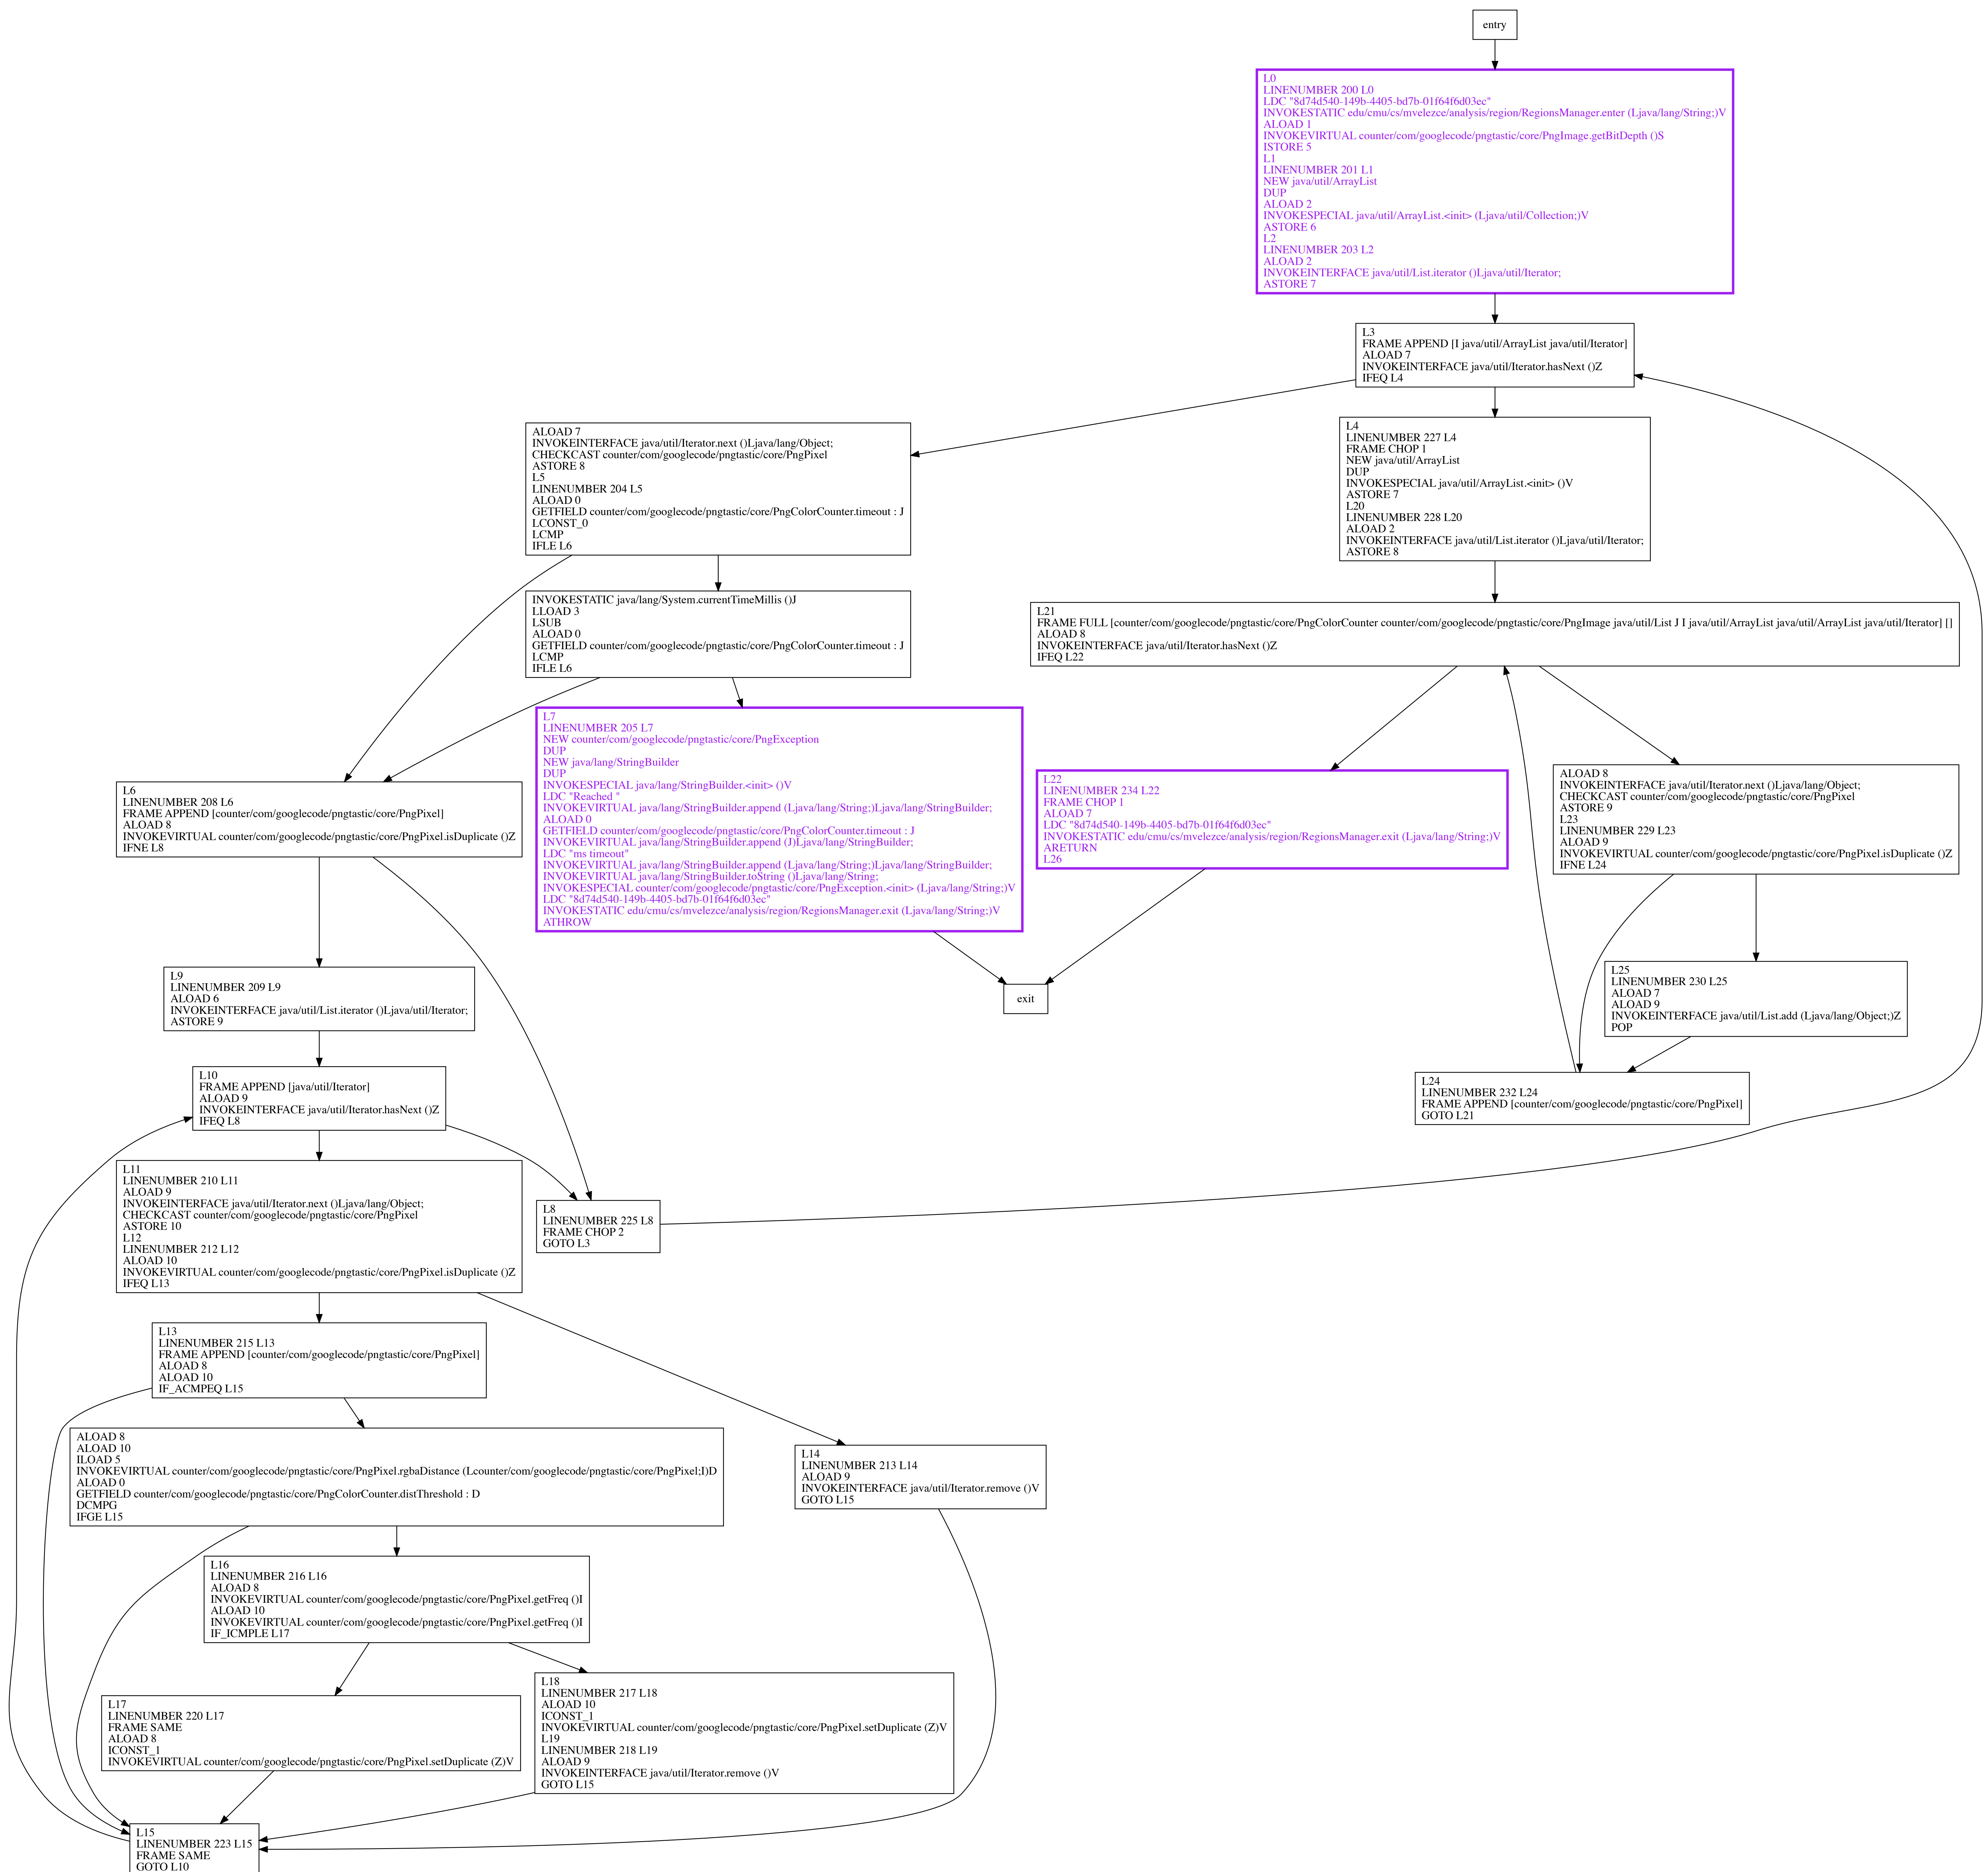 entry
L0
LINENUMBER 200 L0
LDC "8d74d540-149b-4405-bd7b-01f64f6d03ec"
INVOKESTATIC edu/cmu/cs/mvelezce/analysis/region/RegionsManager.enter (Ljava/lang/String;)V
ALOAD 1
INVOKEVIRTUAL counter/com/googlecode/pngtastic/core/PngImage.getBitDepth ()S
ISTORE 5
L1
LINENUMBER 201 L1
NEW java/util/ArrayList
DUP
ALOAD 2
INVOKESPECIAL java/util/ArrayList.<init> (Ljava/util/Collection;)V
ASTORE 6
L2
LINENUMBER 203 L2
ALOAD 2
INVOKEINTERFACE java/util/List.iterator ()Ljava/util/Iterator;
ASTORE 7
L3
FRAME APPEND [I java/util/ArrayList java/util/Iterator]
ALOAD 7
INVOKEINTERFACE java/util/Iterator.hasNext ()Z
IFEQ L4
ALOAD 7
INVOKEINTERFACE java/util/Iterator.next ()Ljava/lang/Object;
CHECKCAST counter/com/googlecode/pngtastic/core/PngPixel
ASTORE 8
L5
LINENUMBER 204 L5
ALOAD 0
GETFIELD counter/com/googlecode/pngtastic/core/PngColorCounter.timeout : J
LCONST_0
LCMP
IFLE L6
L4
LINENUMBER 227 L4
FRAME CHOP 1
NEW java/util/ArrayList
DUP
INVOKESPECIAL java/util/ArrayList.<init> ()V
ASTORE 7
L20
LINENUMBER 228 L20
ALOAD 2
INVOKEINTERFACE java/util/List.iterator ()Ljava/util/Iterator;
ASTORE 8
INVOKESTATIC java/lang/System.currentTimeMillis ()J
LLOAD 3
LSUB
ALOAD 0
GETFIELD counter/com/googlecode/pngtastic/core/PngColorCounter.timeout : J
LCMP
IFLE L6
L21
FRAME FULL [counter/com/googlecode/pngtastic/core/PngColorCounter counter/com/googlecode/pngtastic/core/PngImage java/util/List J I java/util/ArrayList java/util/ArrayList java/util/Iterator] []
ALOAD 8
INVOKEINTERFACE java/util/Iterator.hasNext ()Z
IFEQ L22
L7
LINENUMBER 205 L7
NEW counter/com/googlecode/pngtastic/core/PngException
DUP
NEW java/lang/StringBuilder
DUP
INVOKESPECIAL java/lang/StringBuilder.<init> ()V
LDC "Reached "
INVOKEVIRTUAL java/lang/StringBuilder.append (Ljava/lang/String;)Ljava/lang/StringBuilder;
ALOAD 0
GETFIELD counter/com/googlecode/pngtastic/core/PngColorCounter.timeout : J
INVOKEVIRTUAL java/lang/StringBuilder.append (J)Ljava/lang/StringBuilder;
LDC "ms timeout"
INVOKEVIRTUAL java/lang/StringBuilder.append (Ljava/lang/String;)Ljava/lang/StringBuilder;
INVOKEVIRTUAL java/lang/StringBuilder.toString ()Ljava/lang/String;
INVOKESPECIAL counter/com/googlecode/pngtastic/core/PngException.<init> (Ljava/lang/String;)V
LDC "8d74d540-149b-4405-bd7b-01f64f6d03ec"
INVOKESTATIC edu/cmu/cs/mvelezce/analysis/region/RegionsManager.exit (Ljava/lang/String;)V
ATHROW
L6
LINENUMBER 208 L6
FRAME APPEND [counter/com/googlecode/pngtastic/core/PngPixel]
ALOAD 8
INVOKEVIRTUAL counter/com/googlecode/pngtastic/core/PngPixel.isDuplicate ()Z
IFNE L8
L22
LINENUMBER 234 L22
FRAME CHOP 1
ALOAD 7
LDC "8d74d540-149b-4405-bd7b-01f64f6d03ec"
INVOKESTATIC edu/cmu/cs/mvelezce/analysis/region/RegionsManager.exit (Ljava/lang/String;)V
ARETURN
L26
ALOAD 8
INVOKEINTERFACE java/util/Iterator.next ()Ljava/lang/Object;
CHECKCAST counter/com/googlecode/pngtastic/core/PngPixel
ASTORE 9
L23
LINENUMBER 229 L23
ALOAD 9
INVOKEVIRTUAL counter/com/googlecode/pngtastic/core/PngPixel.isDuplicate ()Z
IFNE L24
L9
LINENUMBER 209 L9
ALOAD 6
INVOKEINTERFACE java/util/List.iterator ()Ljava/util/Iterator;
ASTORE 9
exit
L25
LINENUMBER 230 L25
ALOAD 7
ALOAD 9
INVOKEINTERFACE java/util/List.add (Ljava/lang/Object;)Z
POP
L10
FRAME APPEND [java/util/Iterator]
ALOAD 9
INVOKEINTERFACE java/util/Iterator.hasNext ()Z
IFEQ L8
L24
LINENUMBER 232 L24
FRAME APPEND [counter/com/googlecode/pngtastic/core/PngPixel]
GOTO L21
L11
LINENUMBER 210 L11
ALOAD 9
INVOKEINTERFACE java/util/Iterator.next ()Ljava/lang/Object;
CHECKCAST counter/com/googlecode/pngtastic/core/PngPixel
ASTORE 10
L12
LINENUMBER 212 L12
ALOAD 10
INVOKEVIRTUAL counter/com/googlecode/pngtastic/core/PngPixel.isDuplicate ()Z
IFEQ L13
L8
LINENUMBER 225 L8
FRAME CHOP 2
GOTO L3
L13
LINENUMBER 215 L13
FRAME APPEND [counter/com/googlecode/pngtastic/core/PngPixel]
ALOAD 8
ALOAD 10
IF_ACMPEQ L15
ALOAD 8
ALOAD 10
ILOAD 5
INVOKEVIRTUAL counter/com/googlecode/pngtastic/core/PngPixel.rgbaDistance (Lcounter/com/googlecode/pngtastic/core/PngPixel;I)D
ALOAD 0
GETFIELD counter/com/googlecode/pngtastic/core/PngColorCounter.distThreshold : D
DCMPG
IFGE L15
L14
LINENUMBER 213 L14
ALOAD 9
INVOKEINTERFACE java/util/Iterator.remove ()V
GOTO L15
L16
LINENUMBER 216 L16
ALOAD 8
INVOKEVIRTUAL counter/com/googlecode/pngtastic/core/PngPixel.getFreq ()I
ALOAD 10
INVOKEVIRTUAL counter/com/googlecode/pngtastic/core/PngPixel.getFreq ()I
IF_ICMPLE L17
L17
LINENUMBER 220 L17
FRAME SAME
ALOAD 8
ICONST_1
INVOKEVIRTUAL counter/com/googlecode/pngtastic/core/PngPixel.setDuplicate (Z)V
L18
LINENUMBER 217 L18
ALOAD 10
ICONST_1
INVOKEVIRTUAL counter/com/googlecode/pngtastic/core/PngPixel.setDuplicate (Z)V
L19
LINENUMBER 218 L19
ALOAD 9
INVOKEINTERFACE java/util/Iterator.remove ()V
GOTO L15
L15
LINENUMBER 223 L15
FRAME SAME
GOTO L10